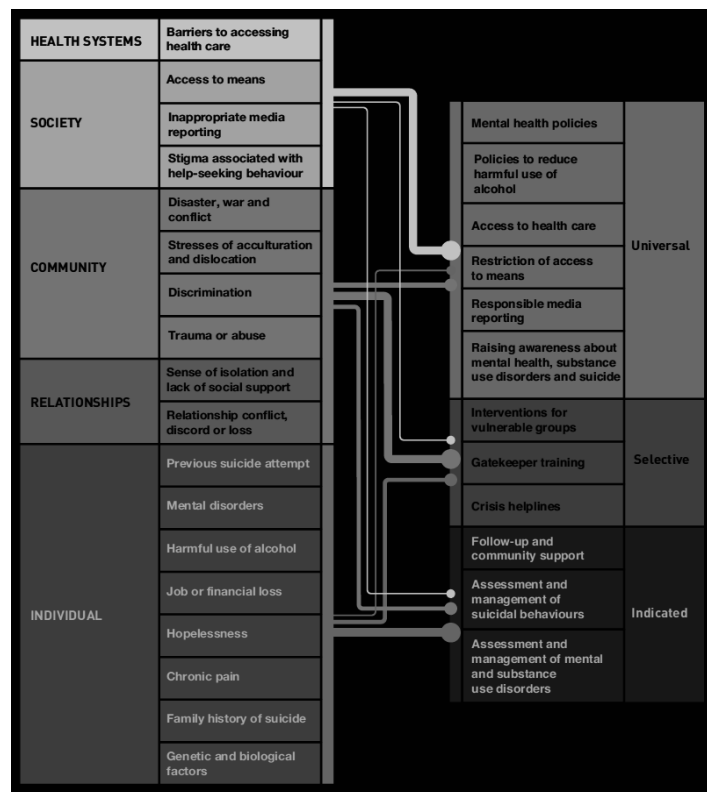 HEALTH SYSTEMS
Barriers to accessing
health care
SOCIETY
Access to means
Inappropriate media
reporting
Stigma associated with
help-seeking behaviour
COMMUNITY
Disaster, war and
conflict
Stresses of acculturation
and dislocation
Discrimination
Trauma or abuse
RELATIONSHIPS
Sense of isolation and
lack of social support
Relationship conflict,
discord or loss
INDIVIDUAL
Previous suicide attempt
Mental disorders
Harmful use of alcohol
Job or financial loss
Hopelessness
Chronic pain
Family history of suicide
Genetic and biological
factors
Mental health policies
Policies to reduce
harmful use of
alcohol
Access to health care
Restriction of access
to means
Responsible media
reporting
Raising awareness about
mental health, substance
use disorders and suicide
Universal
Interventions for
vulnerable groups
Gatekeeper training
Crisis helplines
Selective
Follow-up and
community support
Assessment and
management of
suicidal behaviours
Assessment and
management of mental
and substance
use disorders
Indicated